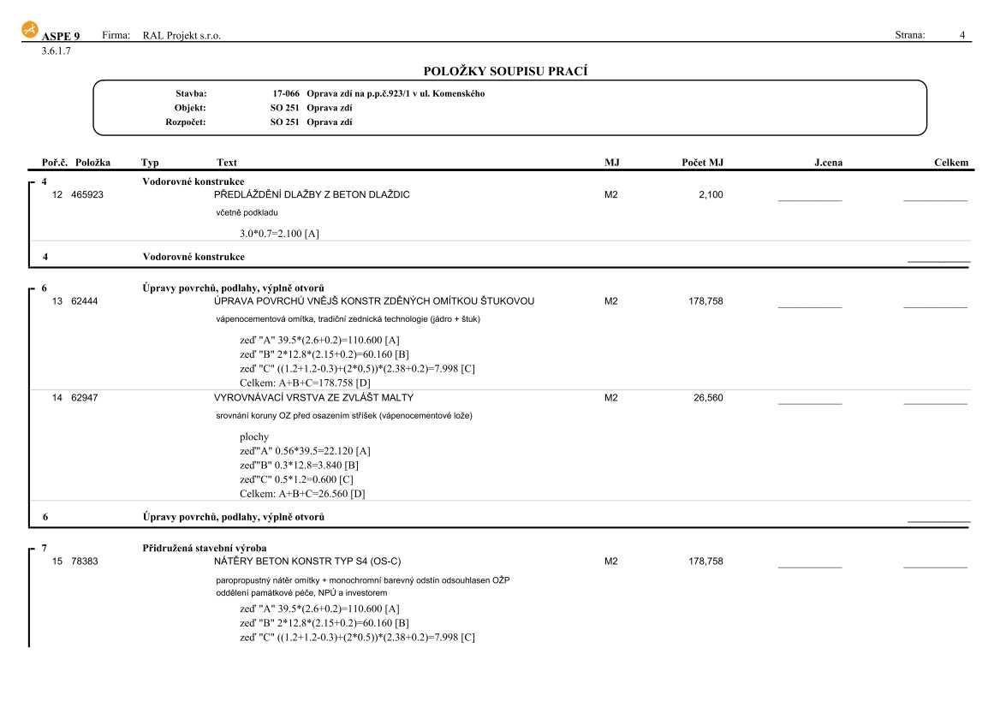 ASPE 9 Firma: RAL Projekt s.r.o. Strana: 4
3.6.1.7
POLOŽKY SOUPISU PRACÍ
Stavba: 17-066 Oprava zdí na p.p.č.923/1 v ul. Komenského
Objekt: SO 251 Oprava zdí
Rozpočet: SO 251 Oprava zdí
Poř.č. Položka Typ Text MJ Počet MJ J.cena Celkem
4 Vodorovné konstrukce
12 465923 PŘEDLÁŽDĚNÍ DLAŽBY Z BETON DLAŽDIC M2 2,100
včetně podkladu
3.0*0.7=2.100 [A]
4 Vodorovné konstrukce
6 Úpravy povrchů, podlahy, výplně otvorů
13 62444 ÚPRAVA POVRCHŮ VNĚJŠ KONSTR ZDĚNÝCH OMÍTKOU ŠTUKOVOU M2 178,758
vápenocementová omítka, tradiční zednická technologie (jádro + štuk)
zeď "A" 39.5*(2.6+0.2)=110.600 [A]
zeď "B" 2*12.8*(2.15+0.2)=60.160 [B]
zeď "C" ((1.2+1.2-0.3)+(2*0.5))*(2.38+0.2)=7.998 [C]
Celkem: A+B+C=178.758 [D]
14 62947 VYROVNÁVACÍ VRSTVA ZE ZVLÁŠT MALTY M2 26,560
srovnání koruny OZ před osazením stříšek (vápenocementové lože)
plochy
zeď"A" 0.56*39.5=22.120 [A]
zeď"B" 0.3*12.8=3.840 [B]
zeď"C" 0.5*1.2=0.600 [C]
Celkem: A+B+C=26.560 [D]
6 Úpravy povrchů, podlahy, výplně otvorů
7 Přidružená stavební výroba
15 78383 NÁTĚRY BETON KONSTR TYP S4 (OS-C) M2 178,758
paropropustný nátěr omítky + monochromní barevný odstín odsouhlasen OŽP
oddělení památkové péče, NPÚ a investorem
zeď "A" 39.5*(2.6+0.2)=110.600 [A]
zeď "B" 2*12.8*(2.15+0.2)=60.160 [B]
zeď "C" ((1.2+1.2-0.3)+(2*0.5))*(2.38+0.2)=7.998 [C]